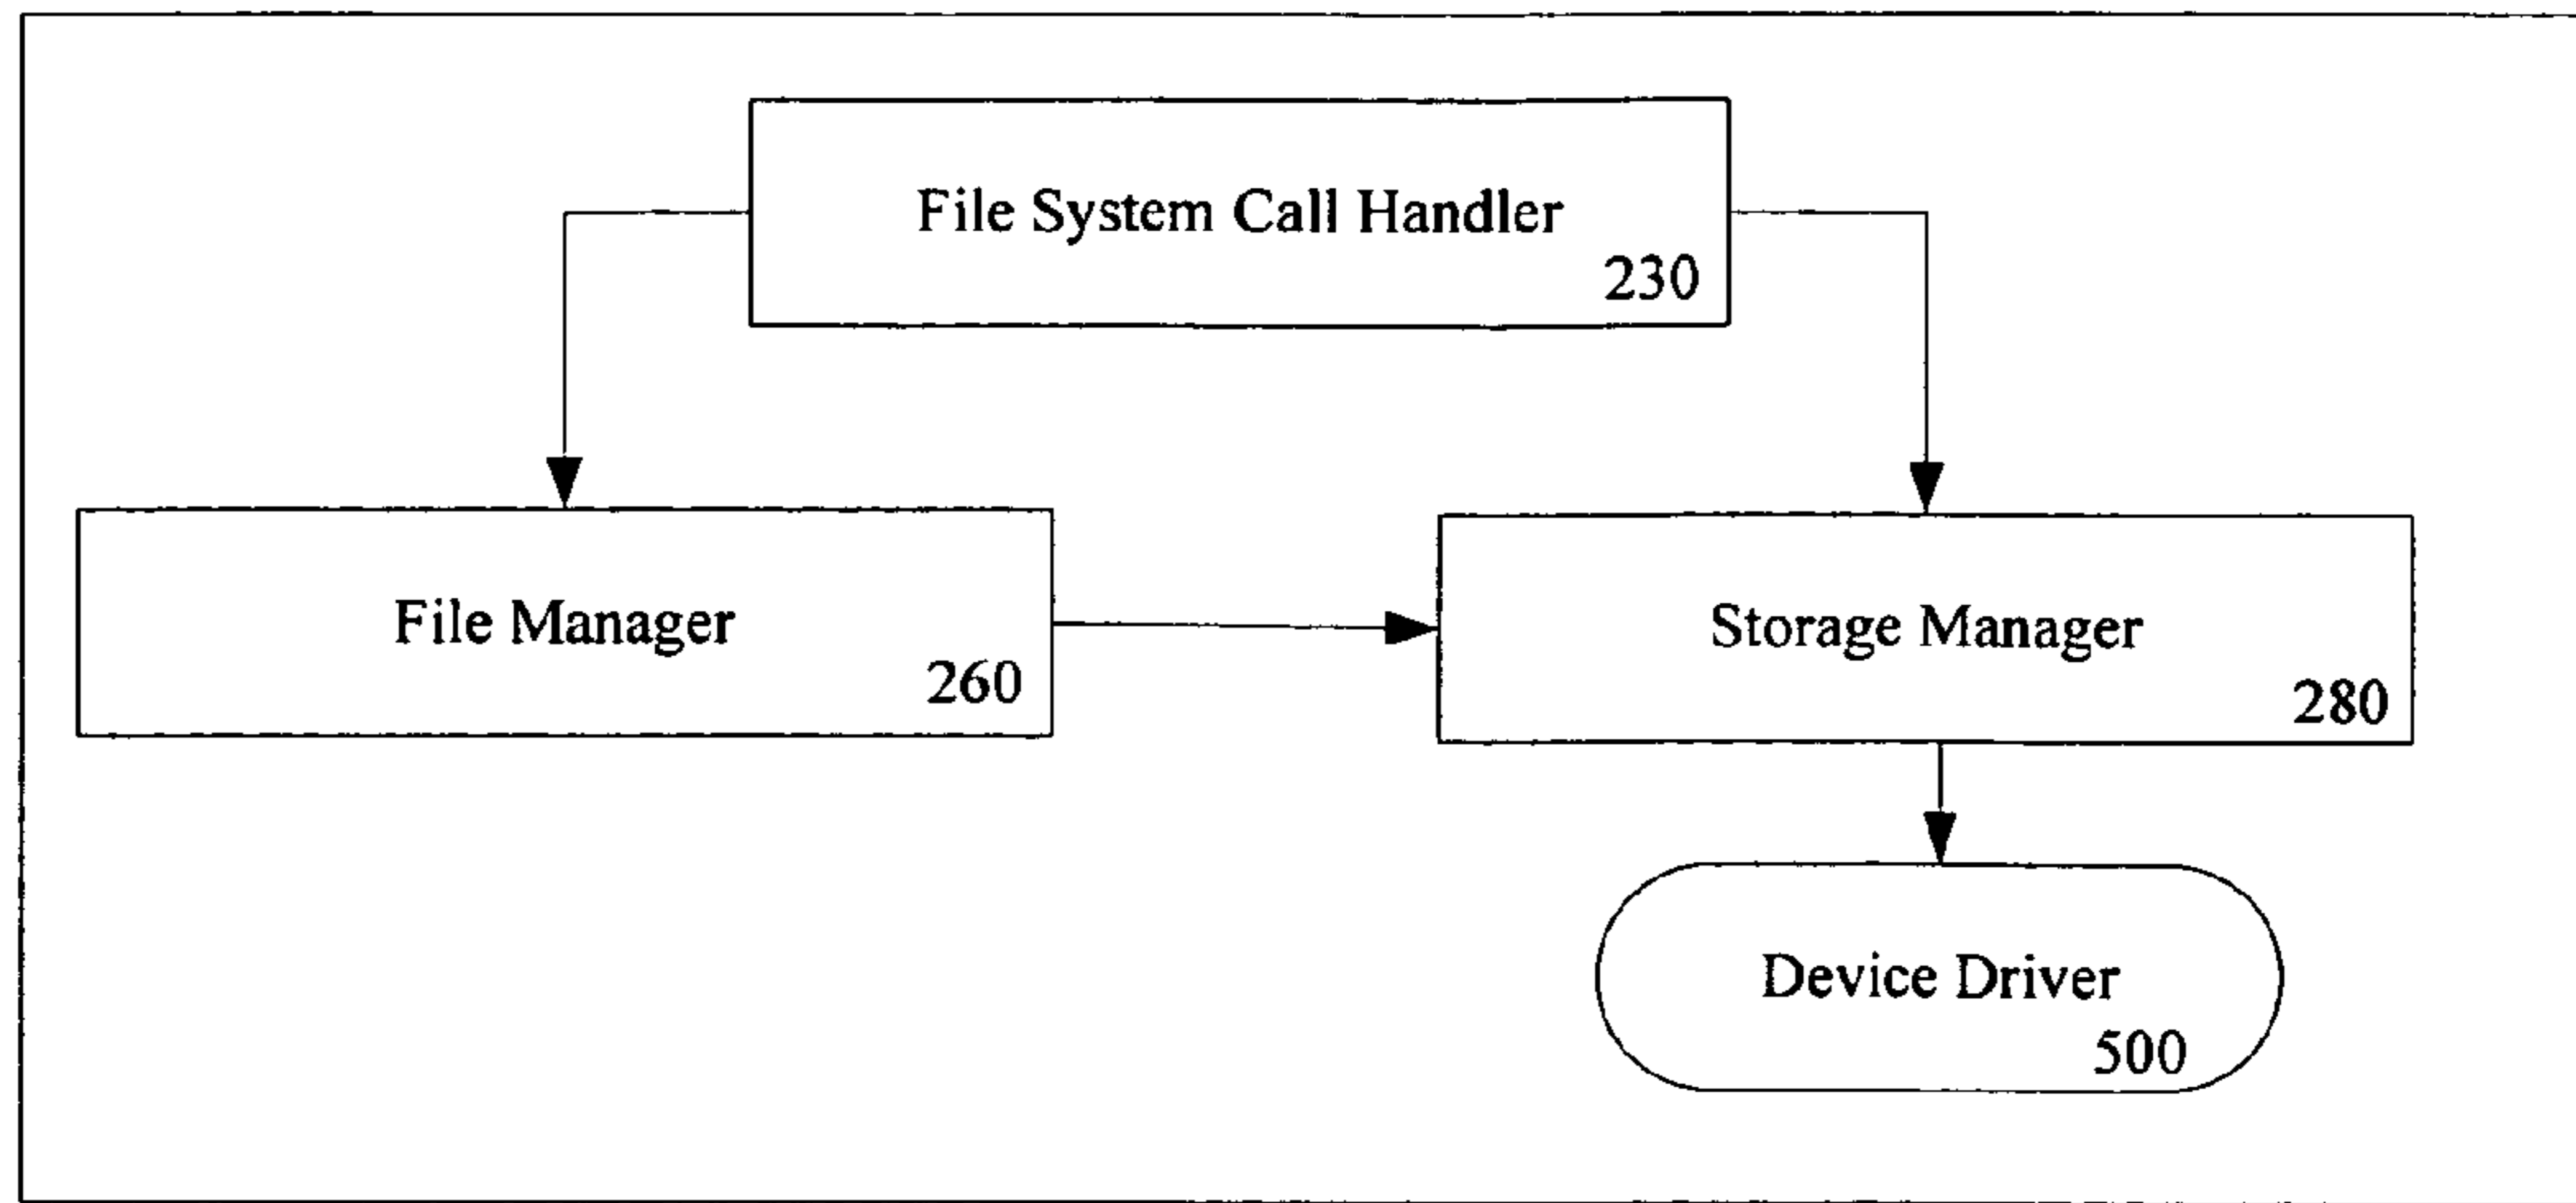 File System Call Handler
230
File Manager
260
Storage Manager
280
Device Driver
500